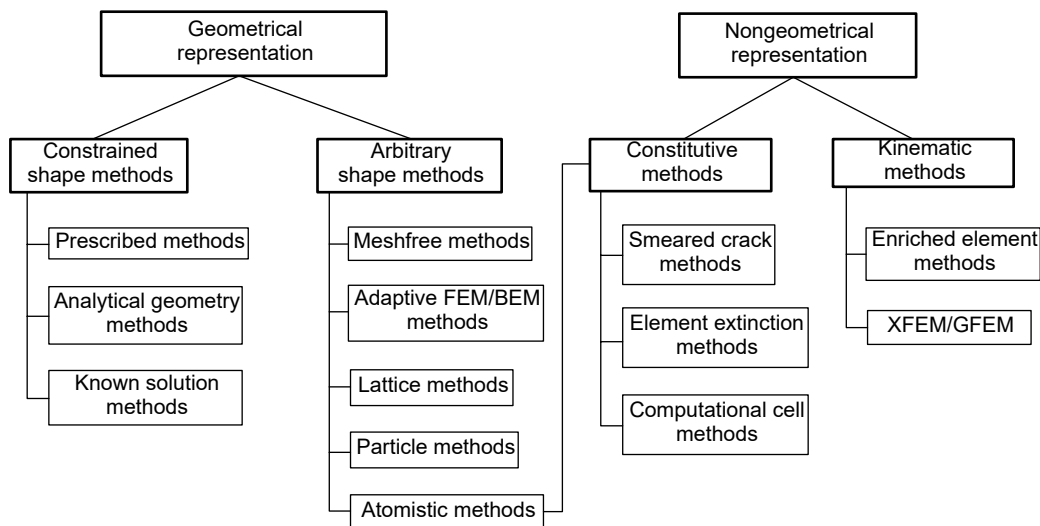 Geometrical
representation
Nongeometrical
representation
Constrained
shape methods
Arbitrary
shape methods
Constitutive
methods
Kinematic
methods
Prescribed methods
Analytical geometry
methods
Known solution
methods
Meshfree methods
Adaptive FEM/BEM
methods
Lattice methods
Particle methods
Atomistic methods
Smeared crack
methods
Element extinction
methods
Computational cell
methods
Enriched element
methods
XFEM/GFEM